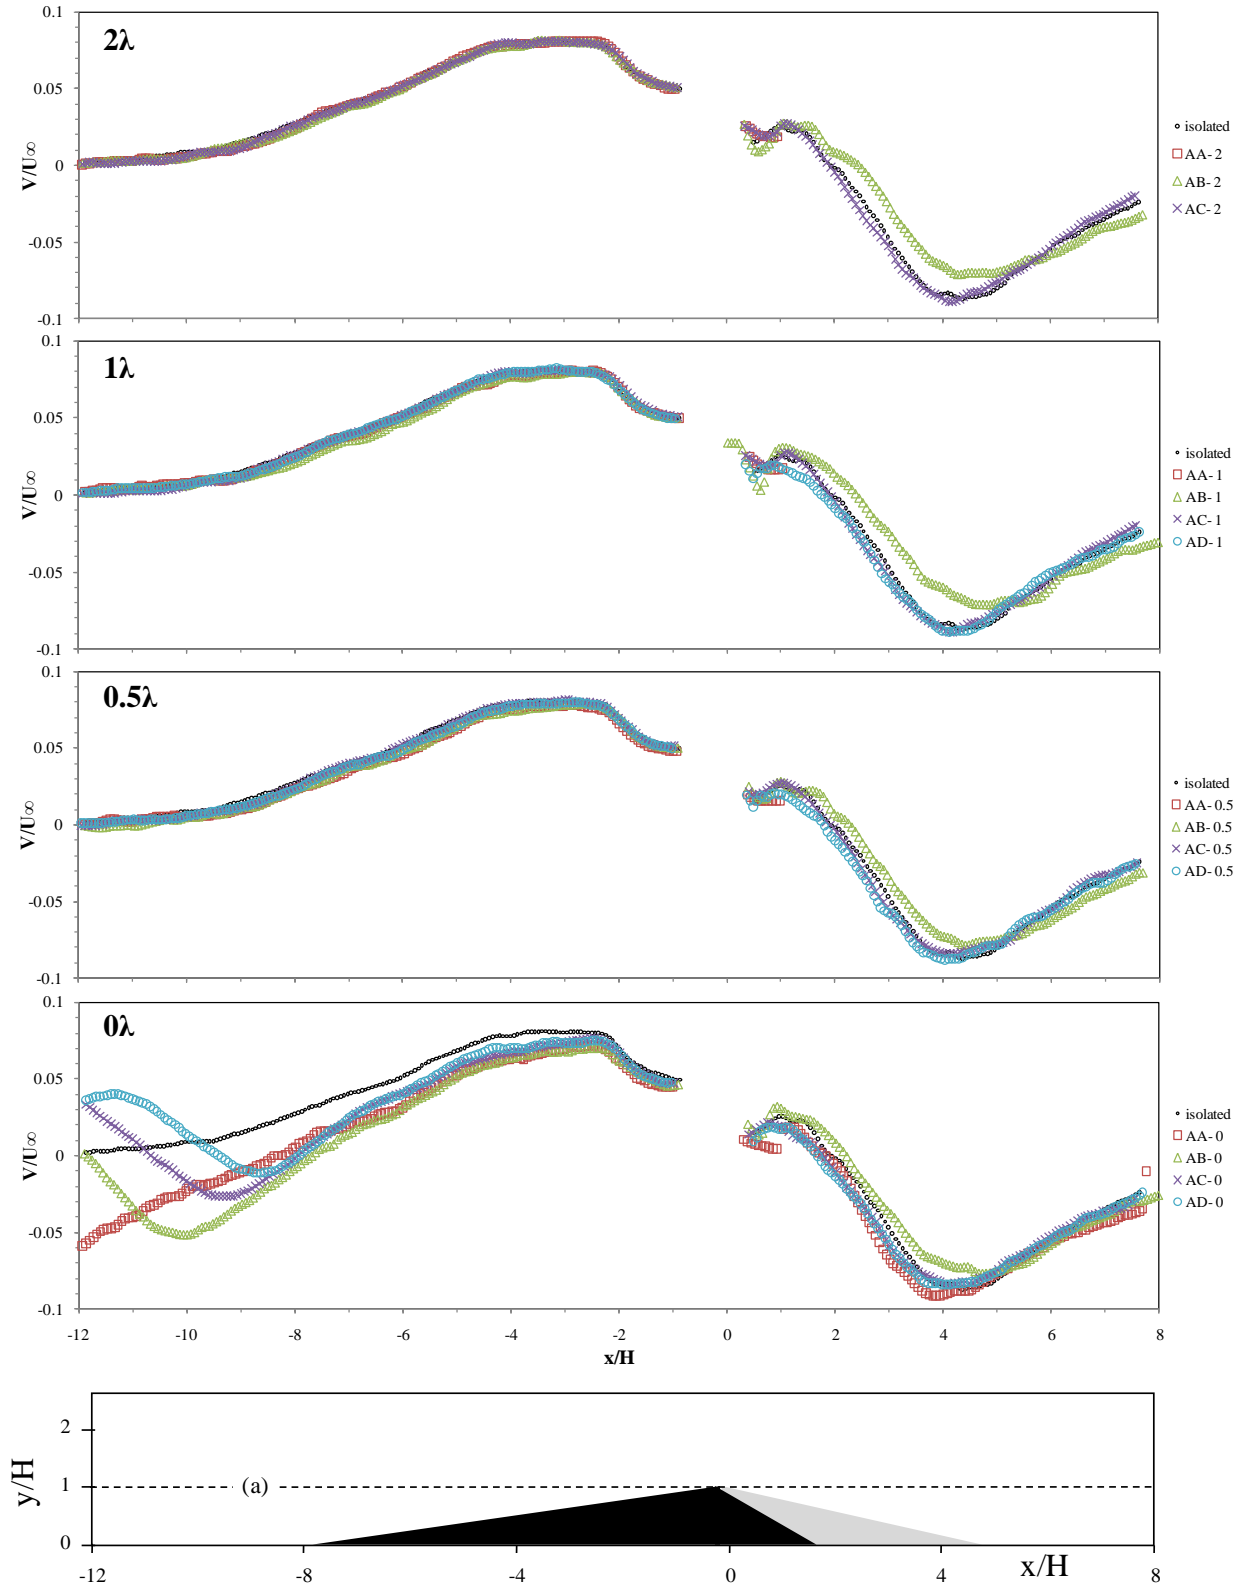 0.1
2λ
0.05
V/U∞
0
-0.05
-0.1
isolated
AA- 2
AB- 2
AC- 2
0.1
1λ
0.05
V/U∞
0
-0.05
-0.1
isolated
AA- 1
AB- 1
AC- 1
AD- 1
0.1
0.5λ
0.05
V/U∞
0
-0.05
-0.1
isolated
AA- 0.5
AB- 0.5
AC- 0.5
AD- 0.5
0.1
0λ
0.05
V/U∞
0
-0.05
-0.1
isolated
AA- 0
AB- 0
AC- 0
AD- 0
-12 -10 -8 -6 -4 -2 0 2 4 6 8
x/H
y/H
2
1
(a)
0
-12 -8 -4 0 4 x/H 8